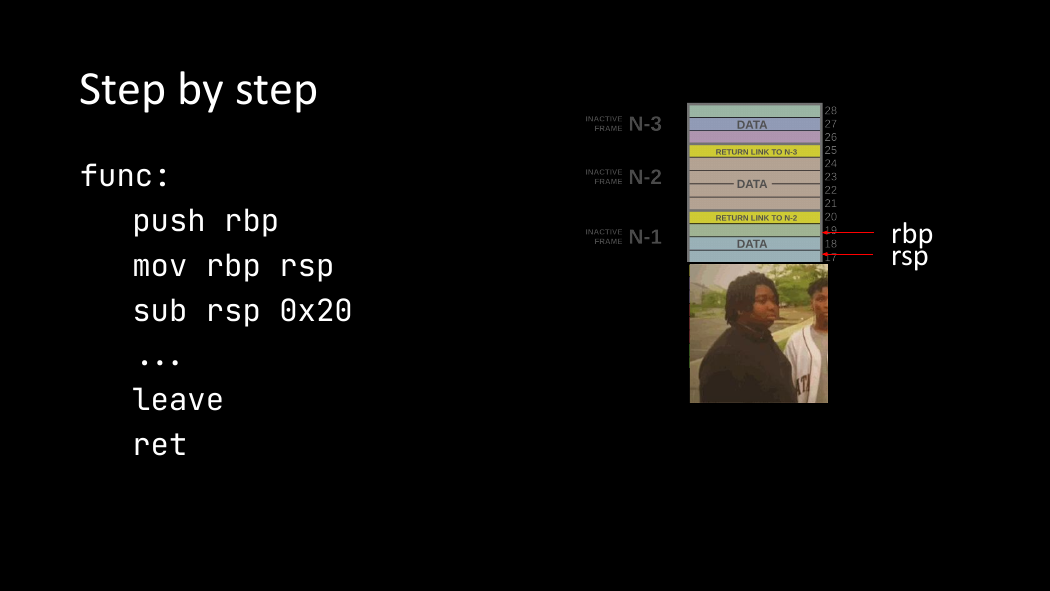 Step by step
func:
push rbp
mov rbp rsp
sub rsp 0x20
...
leave
ret
INACTIVE
FRAME
N-3
DATA
28
27
26
RETURN LINK TO N-3
25
INACTIVE
FRAME
N-2
DATA
24
23
22
21
RETURN LINK TO N-2
20
INACTIVE
FRAME
N-1
DATA
19
18
17
rbp
rsp